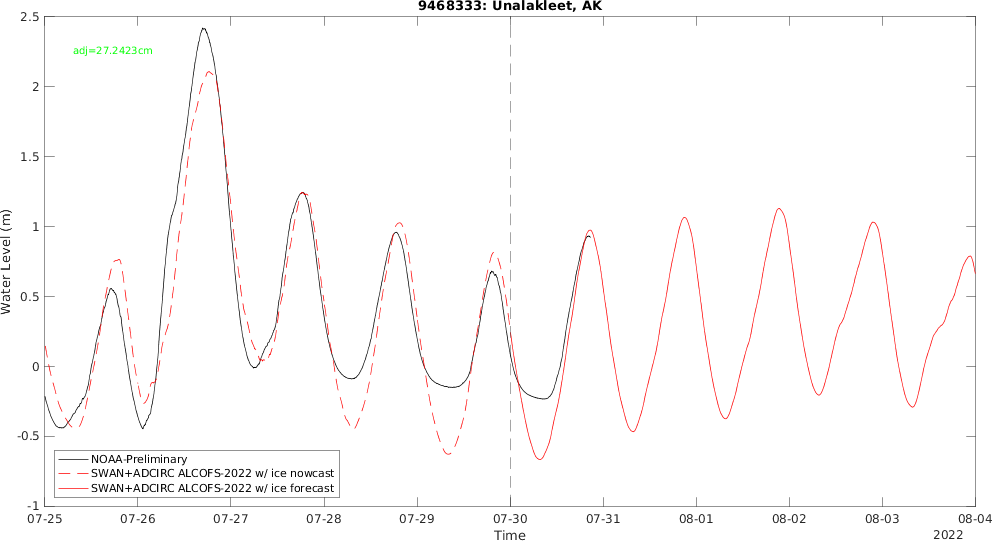 9468333: Unalakleet, AK
adj=27.2423cm
2.5
2
1.5
1
0.5
0
-0.5
-1
Water Level (m)
NOAA-Preliminary
SWAN+ADCIRC ALCOFS-2022 w/ ice nowcast
SWAN+ADCIRC ALCOFS-2022 w/ ice forecast
07-25 07-26 07-27 07-28 07-29 07-30 07-31 08-01 08-02 08-03 08-04
Time
2022